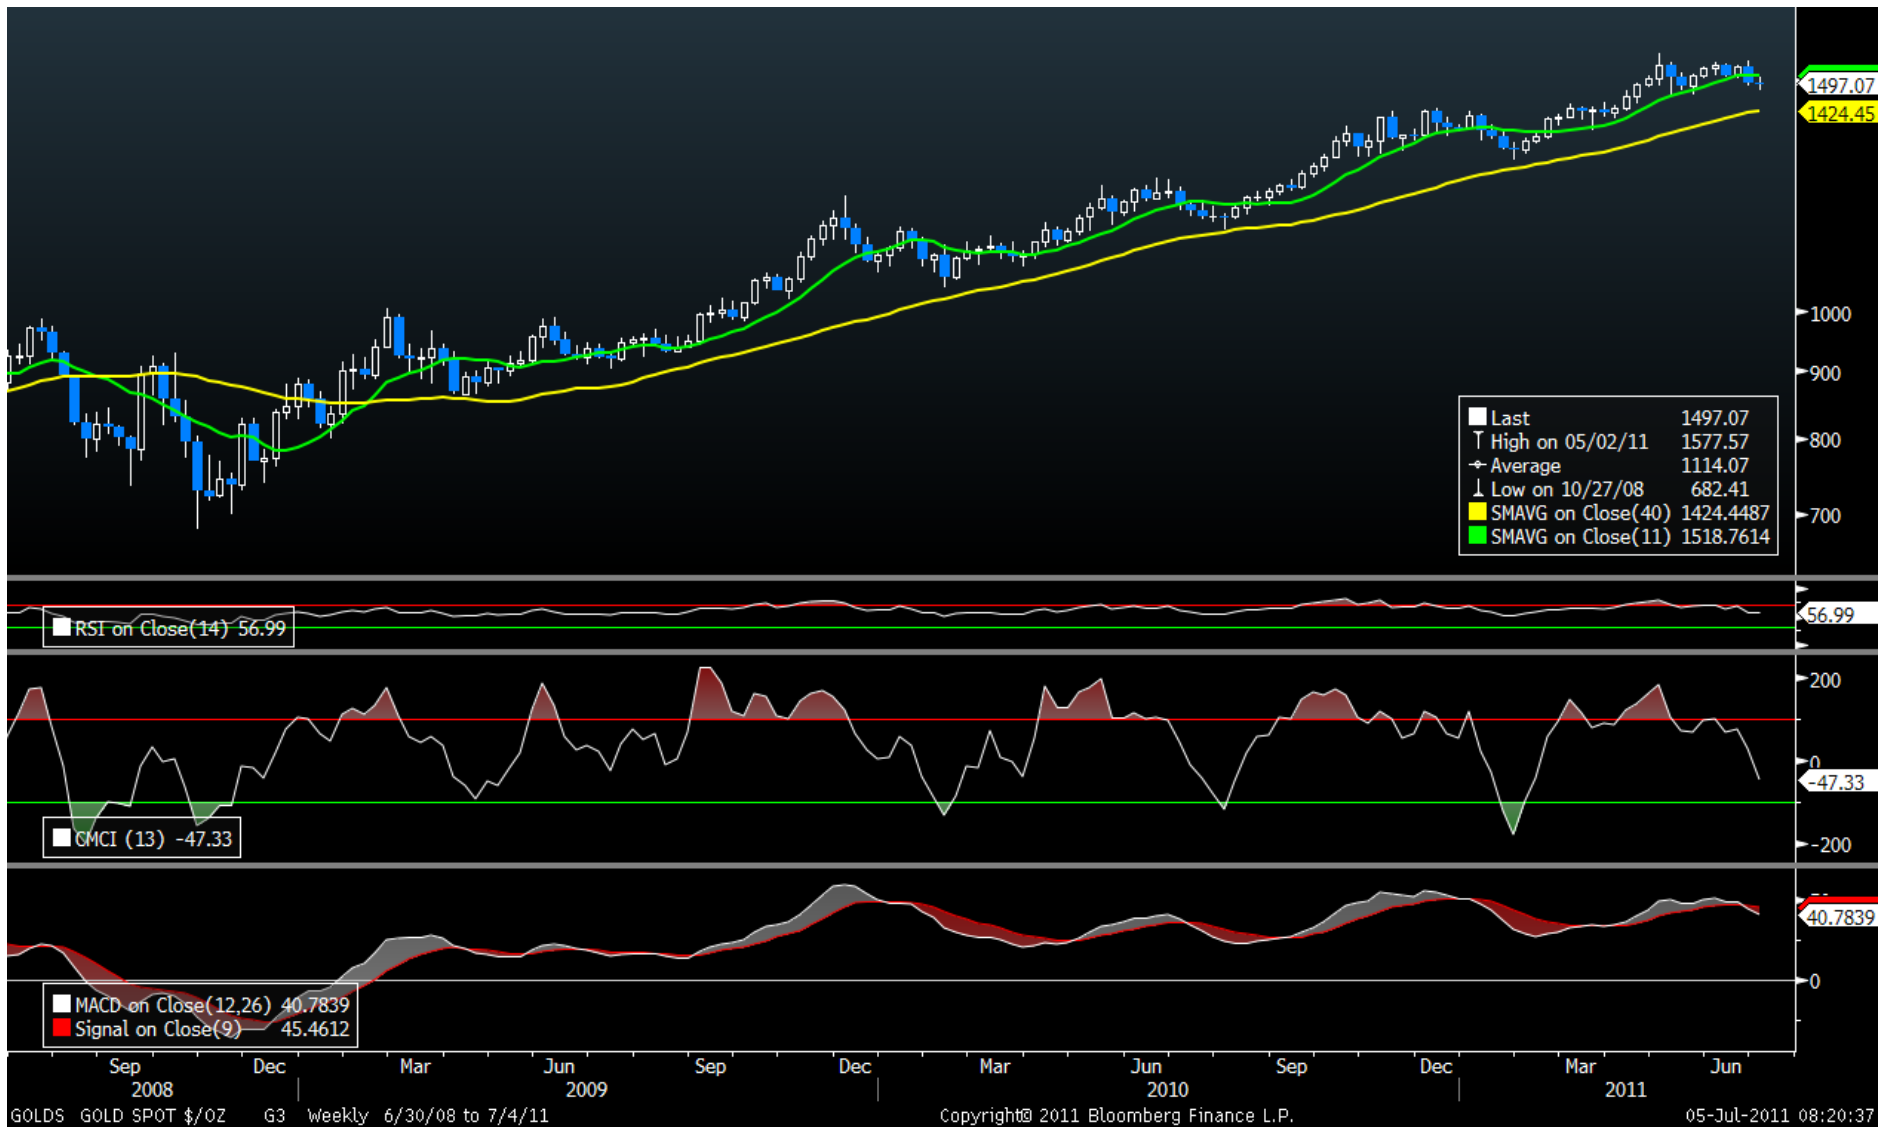 1497.07
1424.45
1000
900
800
700
Last 1497.07
High on 05/02/11 1577.57
Average 1114.07
Low on 10/27/08 682.41
SMAVG on Close(40) 1424.4487
SMAVG on Close(11) 1518.7614
RSI on Close(14) 56.99
56.99
200
0
-47.33
-200
CMCI (13) -47.33
40.7839
0
MACD on Close(12,26) 40.7839
Signal on Close(9) 45.4612
Sep Dec Mar Jun Sep Dec Mar Jun Sep Dec Mar Jun
2008 2009 2010 2011
GOLDS GOLD SPOT $/OZ G3 Weekly 6/30/08 to 7/4/11 Copyright© 2011 Bloomberg Finance L.P. 05-Jul-2011 08:20:37